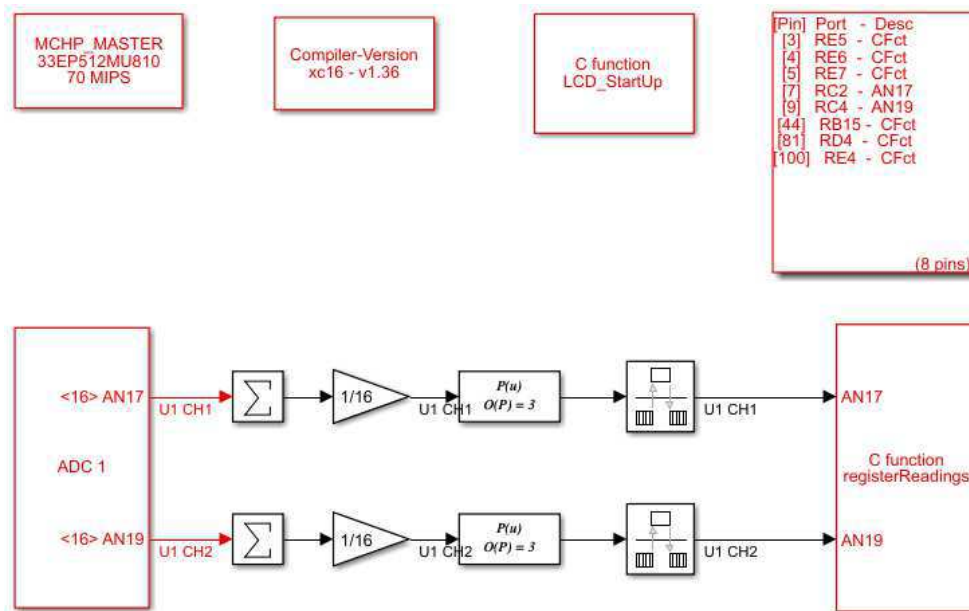 MCHP_MASTER
33EP512MU810
70 MIPS
Compiler-Version
xc16 - v1.36
C function
LCD_StartUp
[Pin] Port - Desc
[3] RE5 - CFct
[4] RE6 - CFct
[5] RE7 - CFct
[7] RC2 - AN17
[9] RC4 - AN19
[44] RB15 - CFct
[81] RD4 - CFct
[100] RE4 - CFct
(8 pins)
ADC 1
<16> AN17
U1 CH1
∑
1/16
U1 CH1
P(u)
O(P) = 3
U1 CH1
AN17
<16> AN19
U1 CH2
∑
1/16
U1 CH2
P(u)
O(P) = 3
U1 CH2
AN19
C function
registerReadings